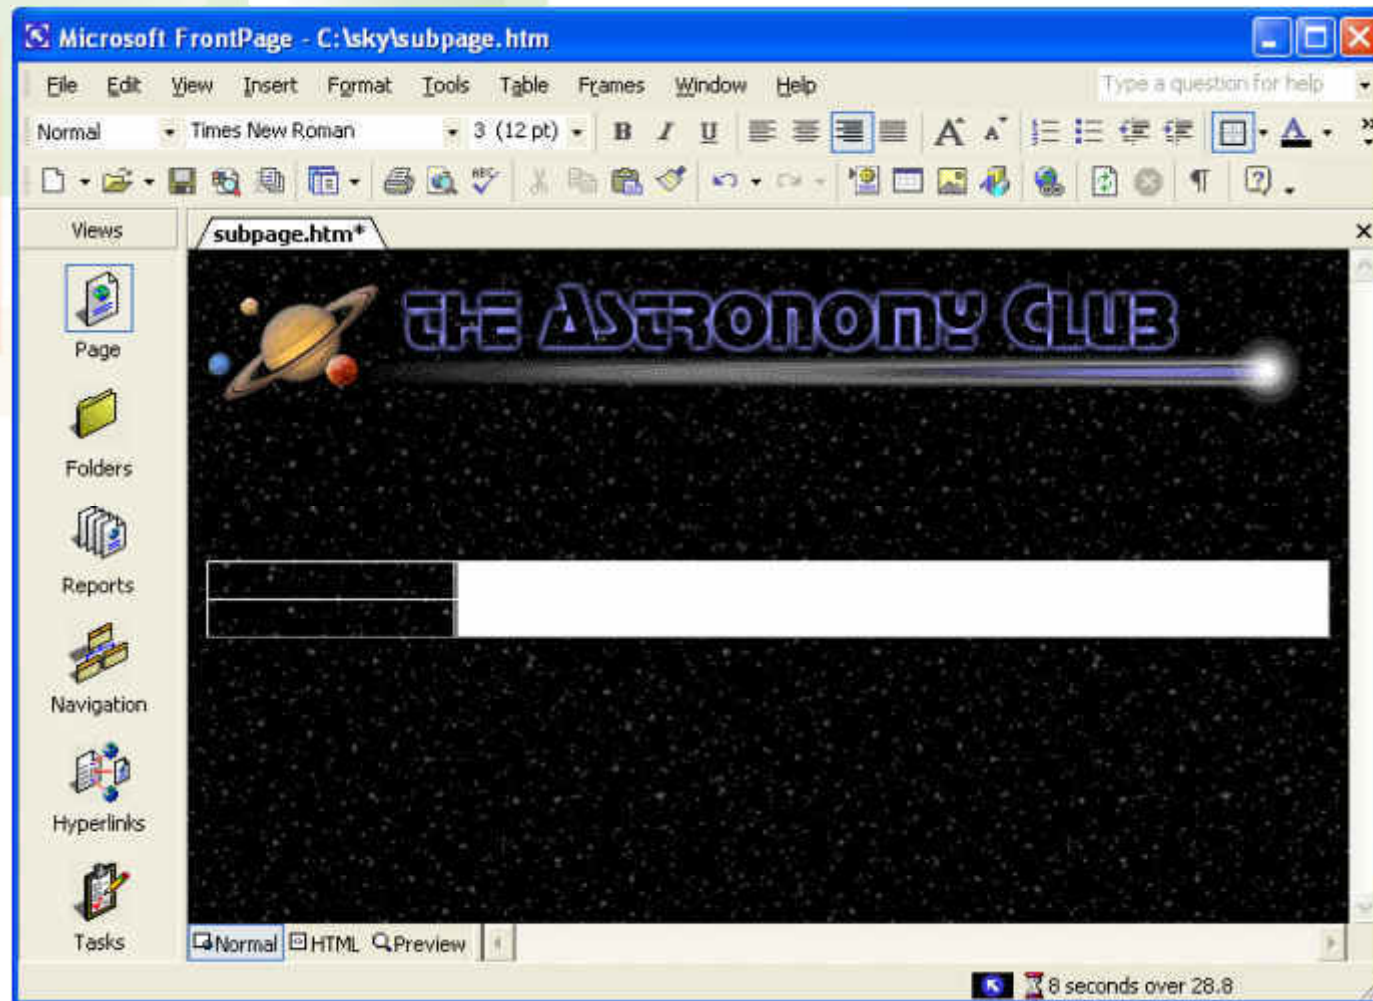 Microsoft FrontPage - C:\sky\subpage.htm
File Edit View Insert Format Tools Table Frames Window Help Type a question for help
Normal Times New Roman 3 (12 pt) B I U A A A
ABC
Views subpage.htm*
the Astronomy Club
Page
Folders
Reports
Navigation
Hyperlinks
Tasks
Normal HTML Preview
8 seconds over 28.8